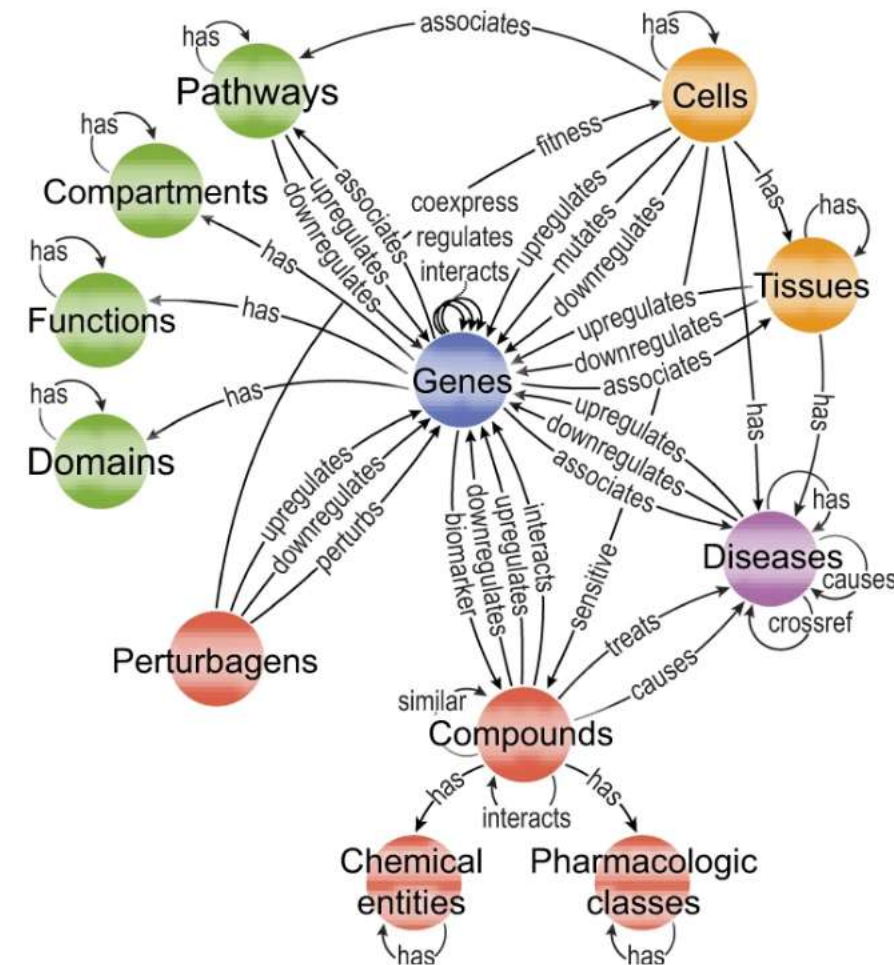 associates
has
has
Pathways
Cells
fitness
has
Compartments
associates
upregulates
downregulates
coexpress
regulates
interacts
upregulates
mutates
downregulates
has
has
has
has
Functions
has
Tissues
upregulates
downregulates
associates
Genes
has
has
Domains
has
has
upregulates
downregulates
associates
upregulates
downregulates
perturbs
has
Diseases
causes
crossref
biomarker
downregulates
upregulates
interacts
sensitive
treats
causes
Perturbagens
similar
Compounds
has
interacts
has
Chemical
entities
Pharmacologic
classes
has
has